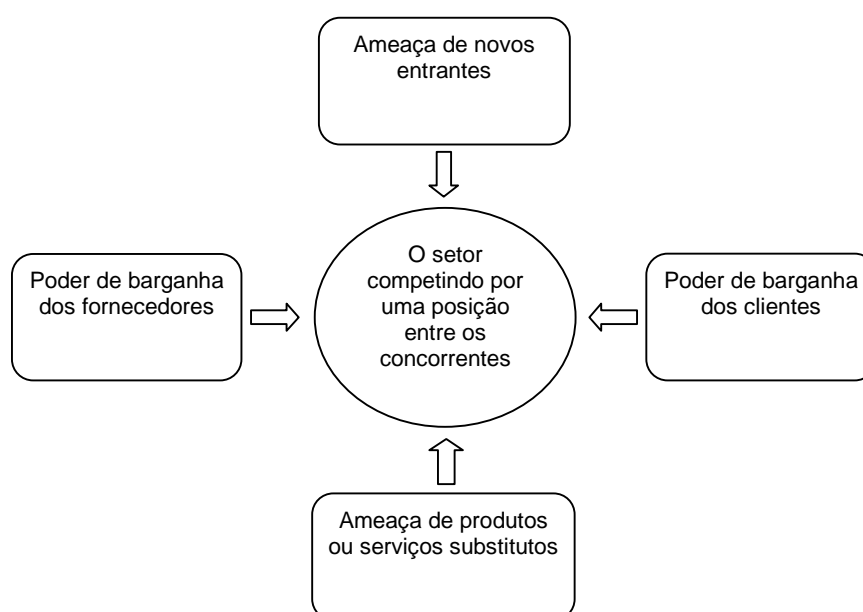 Ameaça de novos
entrantes
Poder de barganha
dos fornecedores
O setor
competindo por
uma posição
entre os
concorrentes
Poder de barganha
dos clientes
Ameaça de produtos
ou serviços substitutos